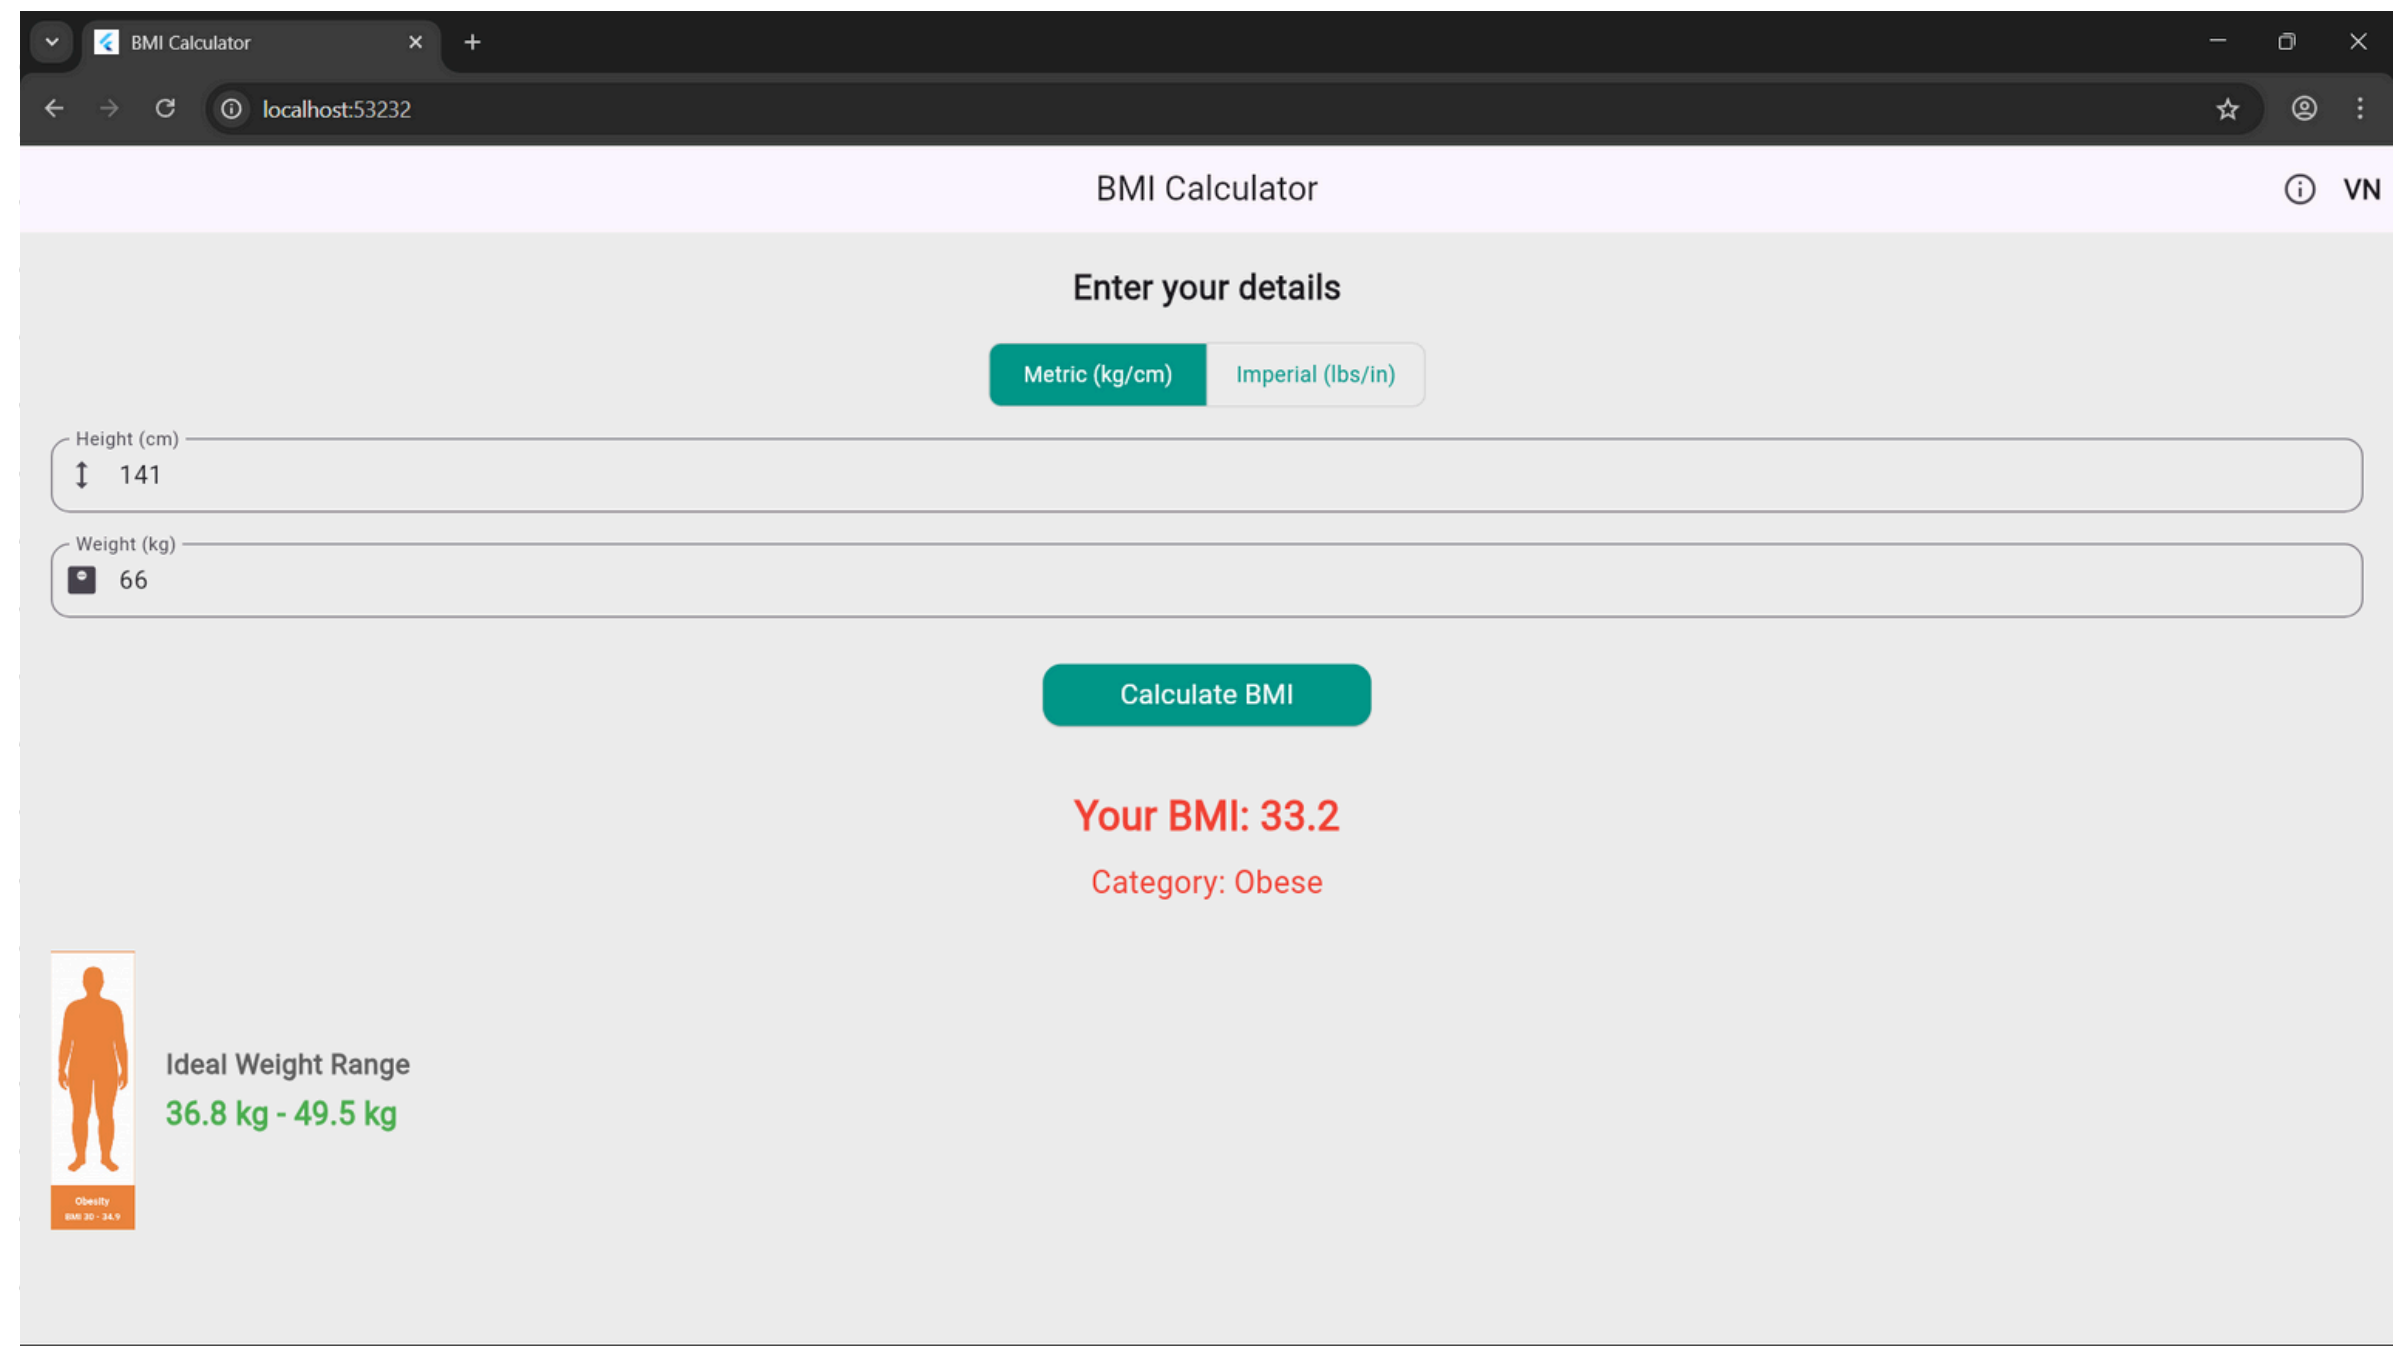 BMI Calculator
localhost:53232
BMI Calculator
VN
Enter your details
Metric (kg/cm)
Imperial (lbs/in)
Height (cm)
141
Weight (kg)
66
Calculate BMI
Your BMI: 33.2
Category: Obese
Ideal Weight Range
36.8 kg - 49.5 kg
Obesity
BMI 30 - 34.9